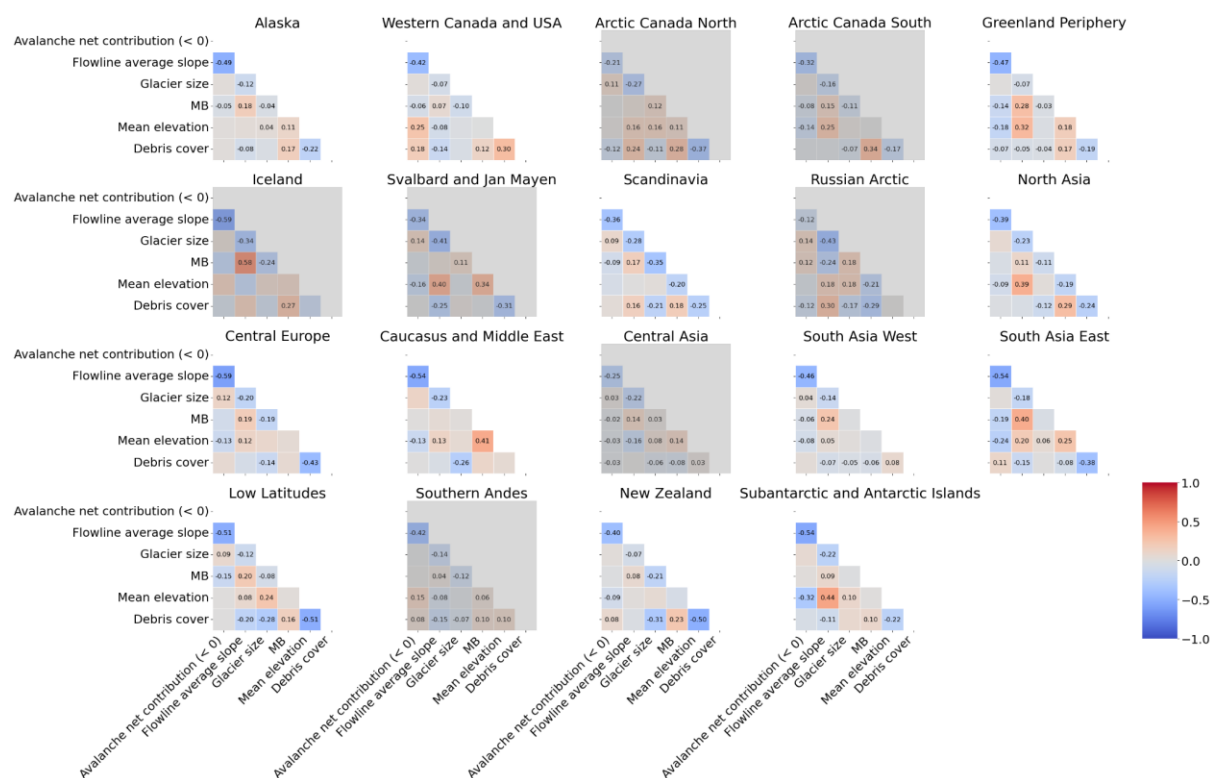 Alaska Western Canada and USA Arctic Canada North Arctic Canada South Greenland Periphery
Avalanche net contribution (< 0)
Flowline average slope -0.49 -0.42 -0.21 -0.32 -0.47
Glacier size -0.12 -0.07 0.11 -0.27 -0.16 -0.07
MB -0.05 0.18 -0.04 -0.06 0.07 -0.10 0.12 -0.08 0.15 -0.11 -0.14 0.28 -0.03
Mean elevation 0.04 0.11 0.25 -0.08 0.16 0.16 0.11 -0.14 0.25 -0.18 0.32 0.18
Debris cover -0.08 0.17 -0.22 0.18 -0.14 0.12 0.30 -0.12 0.24 -0.11 0.28 -0.37 -0.07 0.34 -0.17 -0.07 -0.05 -0.04 0.17 -0.19
Iceland Svalbard and Jan Mayen Scandinavia Russian Arctic North Asia
Avalanche net contribution (< 0)
Flowline average slope -0.59 -0.34 -0.36 -0.12 -0.39
Glacier size -0.34 0.14 -0.41 0.09 -0.28 0.14 -0.43 -0.23
MB 0.58 -0.24 0.11 -0.09 0.17 -0.35 0.12 -0.24 0.18 0.11 -0.11
Mean elevation -0.16 0.40 0.34 -0.20 0.18 0.18 -0.21 -0.09 0.39 -0.19
Debris cover 0.27 -0.25 -0.31 0.16 -0.21 0.18 -0.25 -0.12 0.30 -0.17 -0.29 -0.12 0.29 -0.24
Central Europe Caucasus and Middle East Central Asia South Asia West South Asia East
Avalanche net contribution (< 0)
Flowline average slope -0.59 -0.54 -0.25 -0.46 -0.54
Glacier size 0.12 -0.20 -0.23 0.03 -0.22 0.04 -0.14 -0.18
MB 0.19 -0.19 -0.02 0.14 0.03 -0.06 0.24 -0.19 0.40
Mean elevation -0.13 0.12 -0.13 0.13 0.41 -0.03 -0.16 0.08 0.14 -0.08 0.05 -0.24 0.20 0.06 0.25
Debris cover -0.14 -0.43 -0.26 -0.03 -0.06 -0.08 0.03 -0.07 -0.05 -0.06 0.08 0.11 -0.15 -0.08 -0.38
Low Latitudes Southern Andes New Zealand Subantarctic and Antarctic Islands
Avalanche net contribution (< 0)
Flowline average slope -0.51 -0.42 -0.40 -0.54
Glacier size 0.09 -0.12 -0.14 -0.07 -0.22
MB -0.15 0.20 -0.08 0.04 -0.12 0.08 -0.21 0.09
Mean elevation 0.08 0.24 0.15 -0.08 0.06 -0.09 -0.32 0.44 0.10
Debris cover -0.20 -0.28 0.16 -0.51 0.08 -0.15 -0.07 0.10 0.10 0.08 -0.31 0.23 -0.50 -0.11 0.10 -0.22
Avalanche net contribution (< 0)
Flowline average slope
Glacier size
MB
Mean elevation
Debris cover
Avalanche net contribution (< 0)
Flowline average slope
Glacier size
MB
Mean elevation
Debris cover
Avalanche net contribution (< 0)
Flowline average slope
Glacier size
MB
Mean elevation
Debris cover
Avalanche net contribution (< 0)
Flowline average slope
Glacier size
MB
Mean elevation
Debris cover
1.0
0.5
0.0
−0.5
−1.0